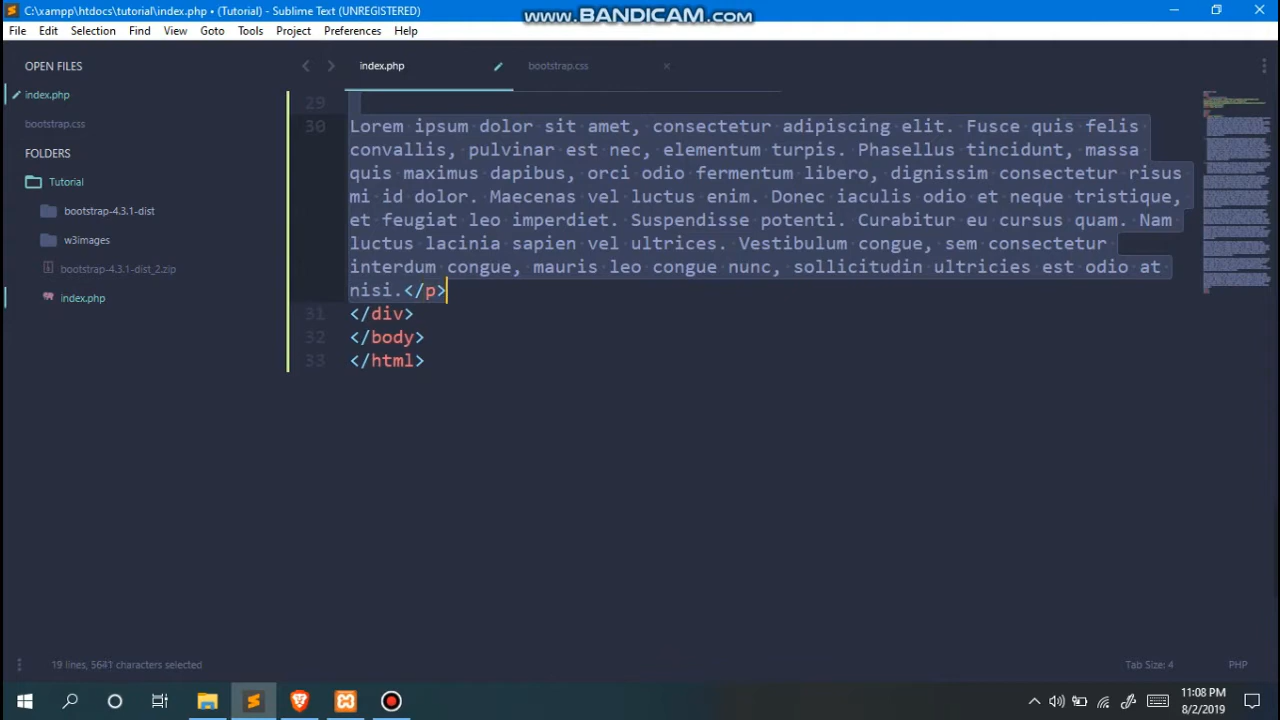 C:\xampp\htdocs\tutorial\index.php • (Tutorial) - Sublime Text (UNREGISTERED)
www.BANDICAM.com
File Edit Selection Find View Goto Tools Project Preferences Help
OPEN FILES
index.php
bootstrap.css
FOLDERS
Tutorial
bootstrap-4.3.1-dist
w3images
bootstrap-4.3.1-dist_2.zip
index.php
index.php
bootstrap.css
29
30 Lorem ipsum dolor sit amet, consectetur adipiscing elit. Fusce quis felis
convallis, pulvinar est nec, elementum turpis. Phasellus tincidunt, massa
quis maximus dapibus, orci odio fermentum libero, dignissim consectetur risus
mi id dolor. Maecenas vel luctus enim. Donec iaculis odio et neque tristique,
et feugiat leo imperdiet. Suspendisse potenti. Curabitur eu cursus quam. Nam
luctus lacinia sapien vel ultrices. Vestibulum congue, sem consectetur
interdum congue, mauris leo congue nunc, sollicitudin ultricies est odio at
nisi.</p>
31 </div>
32 </body>
33 </html>
19 lines, 5641 characters selected
Tab Size: 4
PHP
11:08 PM
8/2/2019